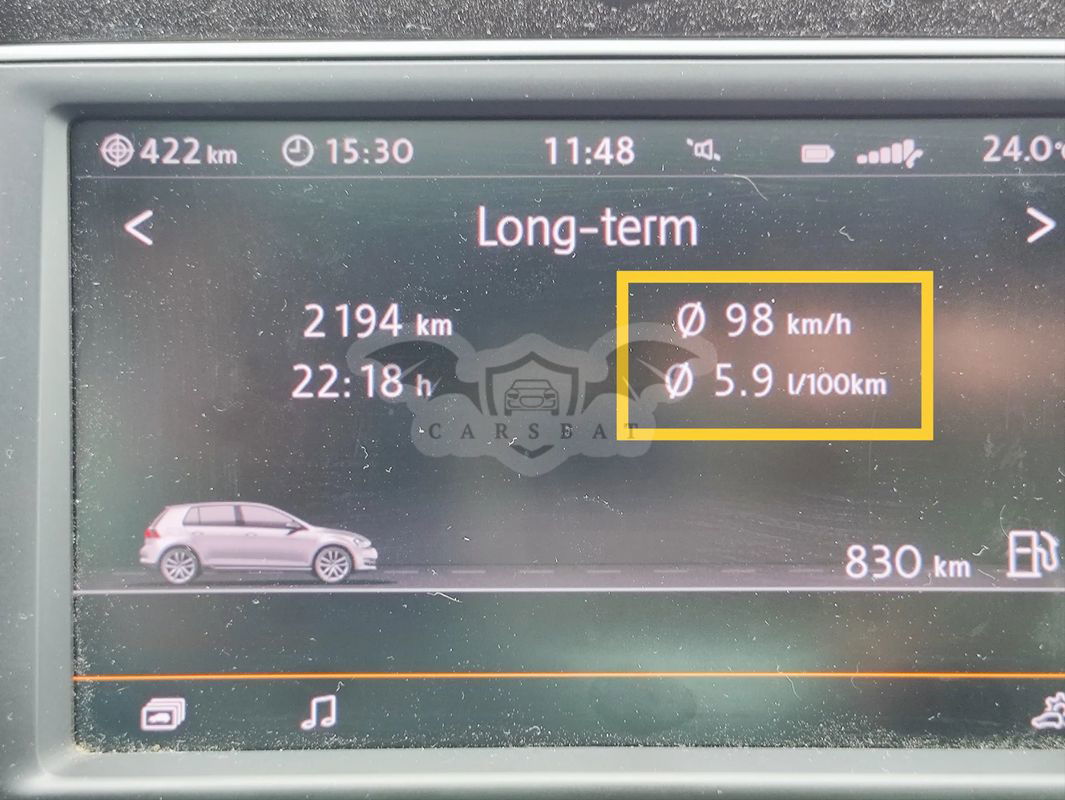 422 km 15:30 11:48 24.0°
< Long-term >
2194 km Ø 98 km/h
22:18 h Ø 5.9 l/100km
CARSEAT
830 km